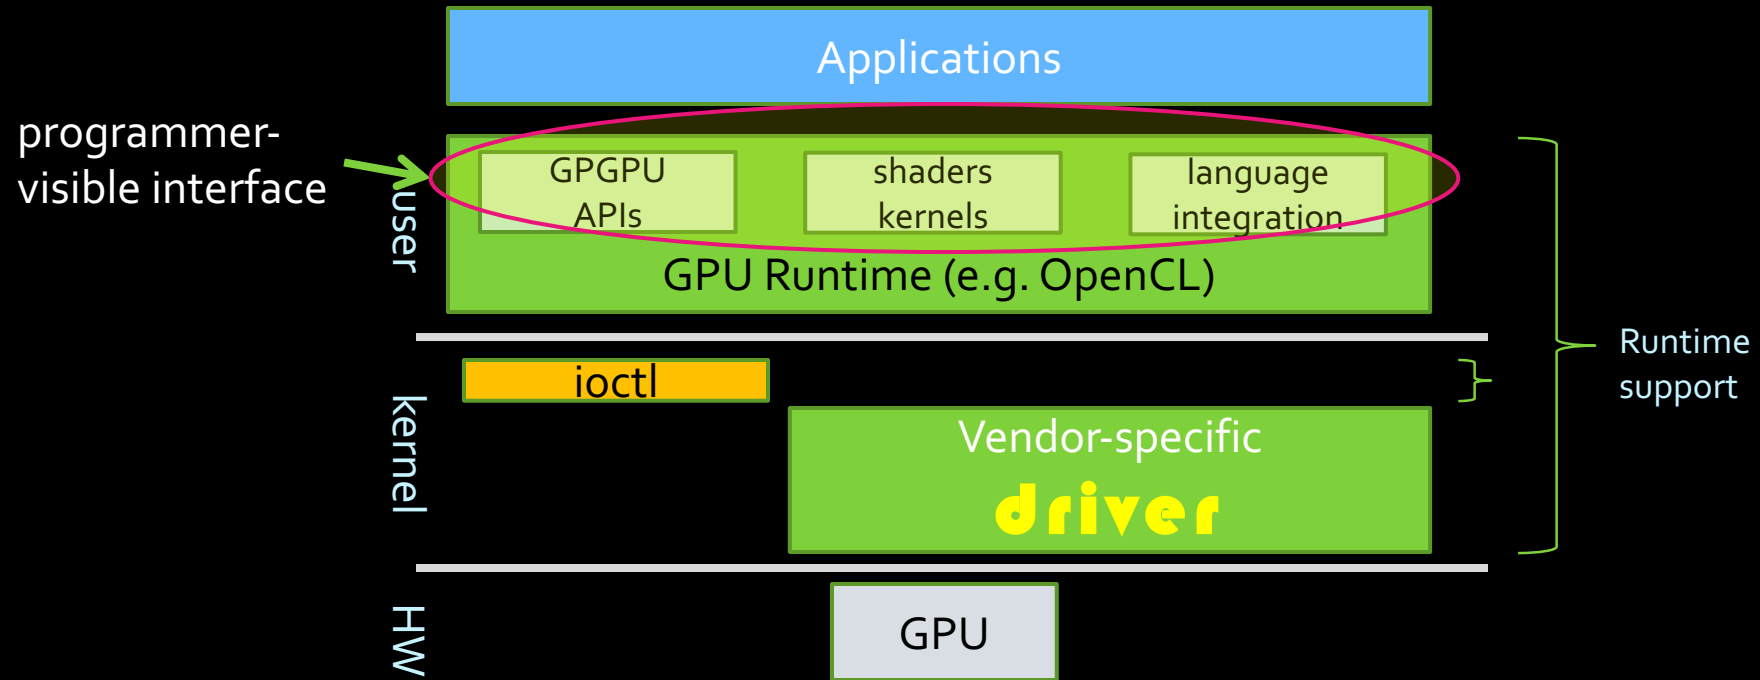 Applications
programmer-
visible interface
GPGPU
APIs
shaders
kernels
language
integration
GPU Runtime (e.g. OpenCL)
user
ioctl
Vendor-specific
driver
kernel
Runtime
support
GPU
HW